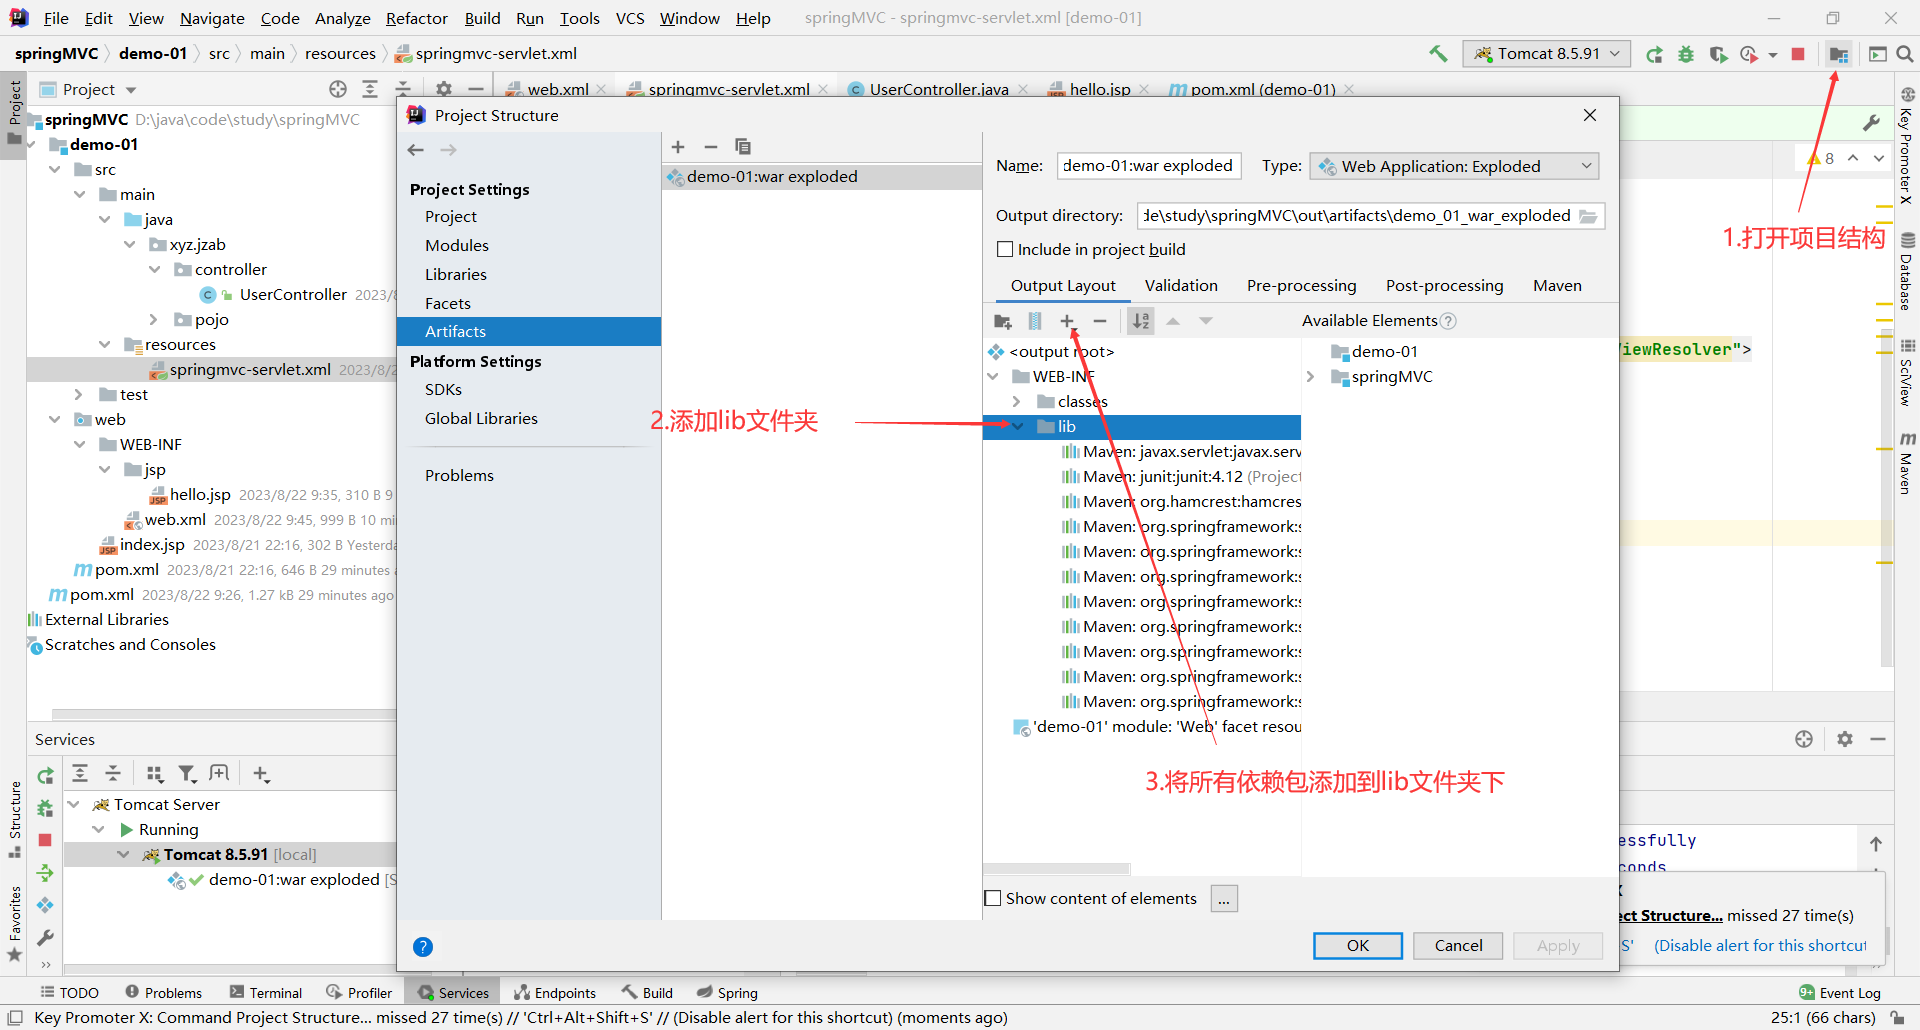 File Edit View Navigate Code Analyze Refactor Build Run Tools VCS Window Help springMVC - springmvc-servlet.xml [demo-01]
springMVC demo-01 src main resources springmvc-servlet.xml
Tomcat 8.5.91
Project
web.xml springmvc-servlet.xml UserController.java hello.jsp pom.xml (demo-01)
Project
springMVC D:\java\code\study\springMVC
demo-01
src
main
java
xyz.jzab
controller
UserController 2023/8/
pojo
resources
springmvc-servlet.xml 2023/8/2
test
web
WEB-INF
jsp
hello.jsp 2023/8/22 9:35, 310 B 9
web.xml 2023/8/22 9:45, 999 B 10 mi
index.jsp 2023/8/21 22:16, 302 B Yesterda
pom.xml 2023/8/21 22:16, 646 B 29 minutes a
pom.xml 2023/8/22 9:26, 1.27 kB 29 minutes ago
External Libraries
Scratches and Consoles
Project Structure
Project Settings
Project
Modules
Libraries
Facets
Artifacts
Platform Settings
SDKs
Global Libraries
Problems
demo-01:war exploded
Name: demo-01:war exploded Type: Web Application: Exploded
Output directory: de\study\springMVC\out\artifacts\demo_01_war_exploded
Include in project build
Output Layout Validation Pre-processing Post-processing Maven
Available Elements
<output root>
WEB-INF
classes
lib
Maven: javax.servlet:javax.serv
Maven: junit:junit:4.12 (Project
Maven: org.hamcrest:hamcres
Maven: org.springframework:s
Maven: org.springframework:s
Maven: org.springframework:s
Maven: org.springframework:s
Maven: org.springframework:s
Maven: org.springframework:s
Maven: org.springframework:s
Maven: org.springframework:s
'demo-01' module: 'Web' facet resou
demo-01
springMVC
1.打开项目结构
2.添加lib文件夹
3.将所有依赖包添加到lib文件夹下
Show content of elements ...
OK Cancel Apply
8
iewResolver">
Key Promoter X
Database
SciView
Maven
Services
Tomcat Server
Running
Tomcat 8.5.91 [local]
demo-01:war exploded [S
Structure
Favorites
essfully
conds
X
ect Structure... missed 27 time(s)
S' (Disable alert for this shortcut
TODO Problems Terminal Profiler Services Endpoints Build Spring
9+ Event Log
Key Promoter X: Command Project Structure... missed 27 time(s) // 'Ctrl+Alt+Shift+S' // (Disable alert for this shortcut) (moments ago)
25:1 (66 chars)